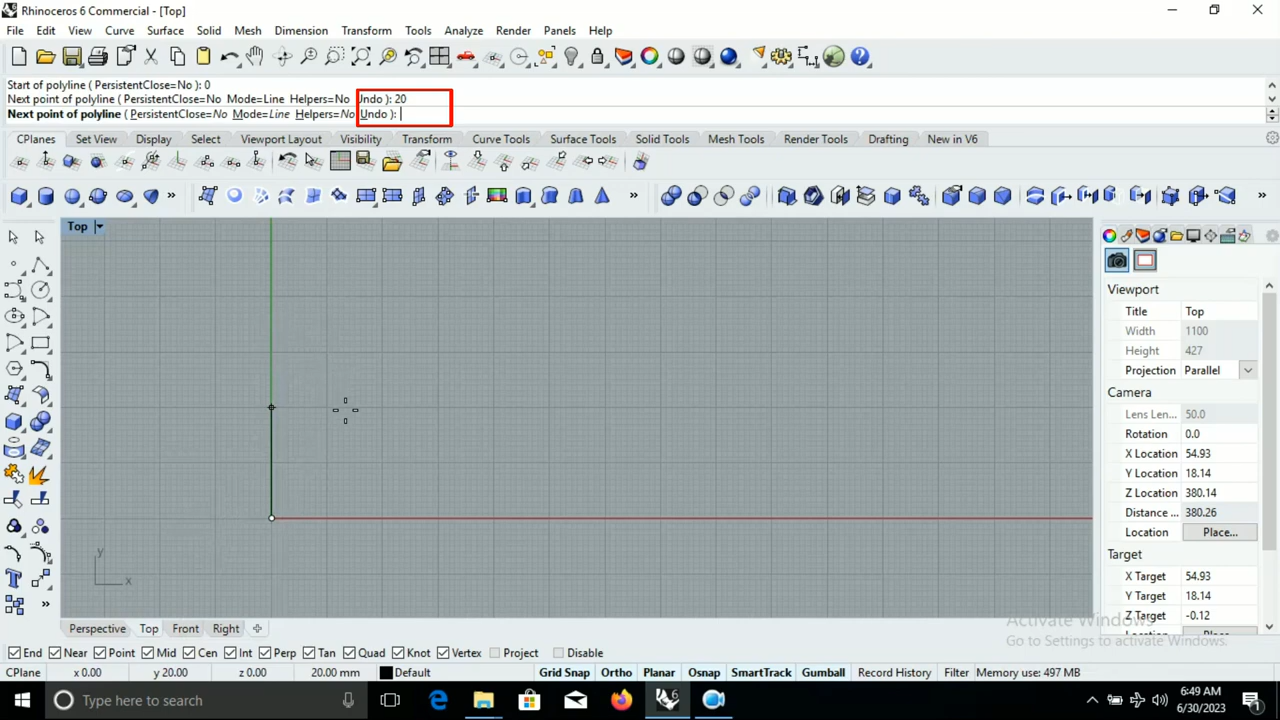 Rhinoceros 6 Commercial - [Top]
File Edit View Curve Surface Solid Mesh Dimension Transform Tools Analyze Render Panels Help
Start of polyline ( PersistentClose=No ): 0
Next point of polyline ( PersistentClose=No Mode=Line Helpers=No Undo ): 20
Next point of polyline ( PersistentClose=No Mode=Line Helpers=No Undo ):
CPlanes Set View Display Select Viewport Layout Visibility Transform Curve Tools Surface Tools Solid Tools Mesh Tools Render Tools Drafting New in V6
Top
Viewport
Title Top
Width 1100
Height 427
Projection Parallel
Camera
Lens Len... 50.0
Rotation 0.0
X Location 54.93
Y Location 18.14
Z Location 380.14
Distance ... 380.26
Location Place...
Target
X Target 54.93
Y Target 18.14
Z Target -0.12
Location Place...
y
x
Activate Windows
Go to Settings to activate Windows.
Perspective Top Front Right
End Near Point Mid Cen Int Perp Tan Quad Knot Vertex Project Disable
CPlane x 0.00 y 20.00 z 0.00 20.00 mm Default Grid Snap Ortho Planar Osnap SmartTrack Gumball Record History Filter Memory use: 497 MB
Type here to search
6:49 AM
6/30/2023